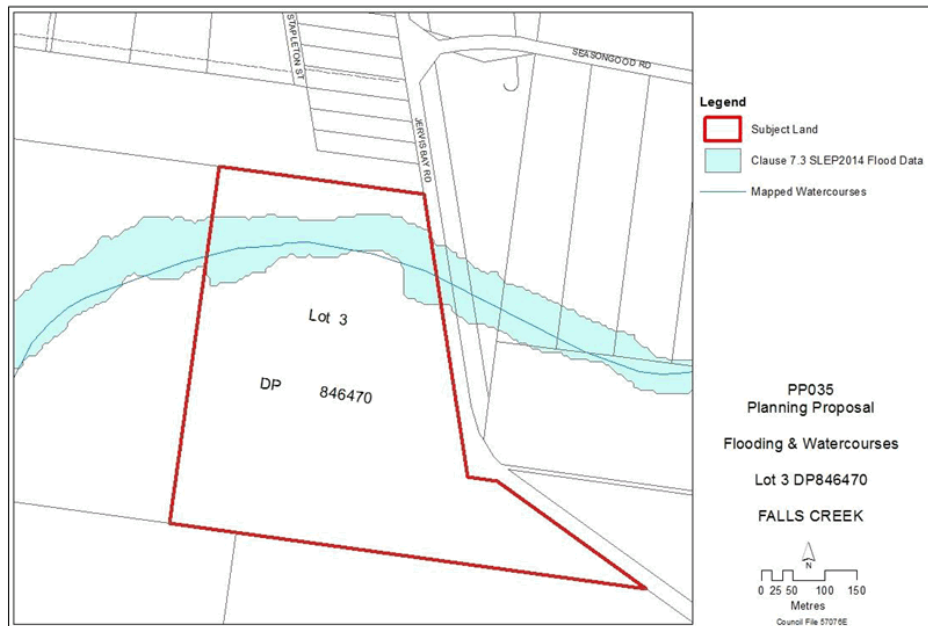 STAPLETON ST
SEASONGOOD RD
JERVIS BAY RD
Lot 3
DP 846470
Legend
Subject Land
Clause 7.3 SLEP2014 Flood Data
Mapped Watercourses
PP035
Planning Proposal
Flooding & Watercourses
Lot 3 DP846470
FALLS CREEK
N
0 25 50 100 150
Metres
Council File 57076E